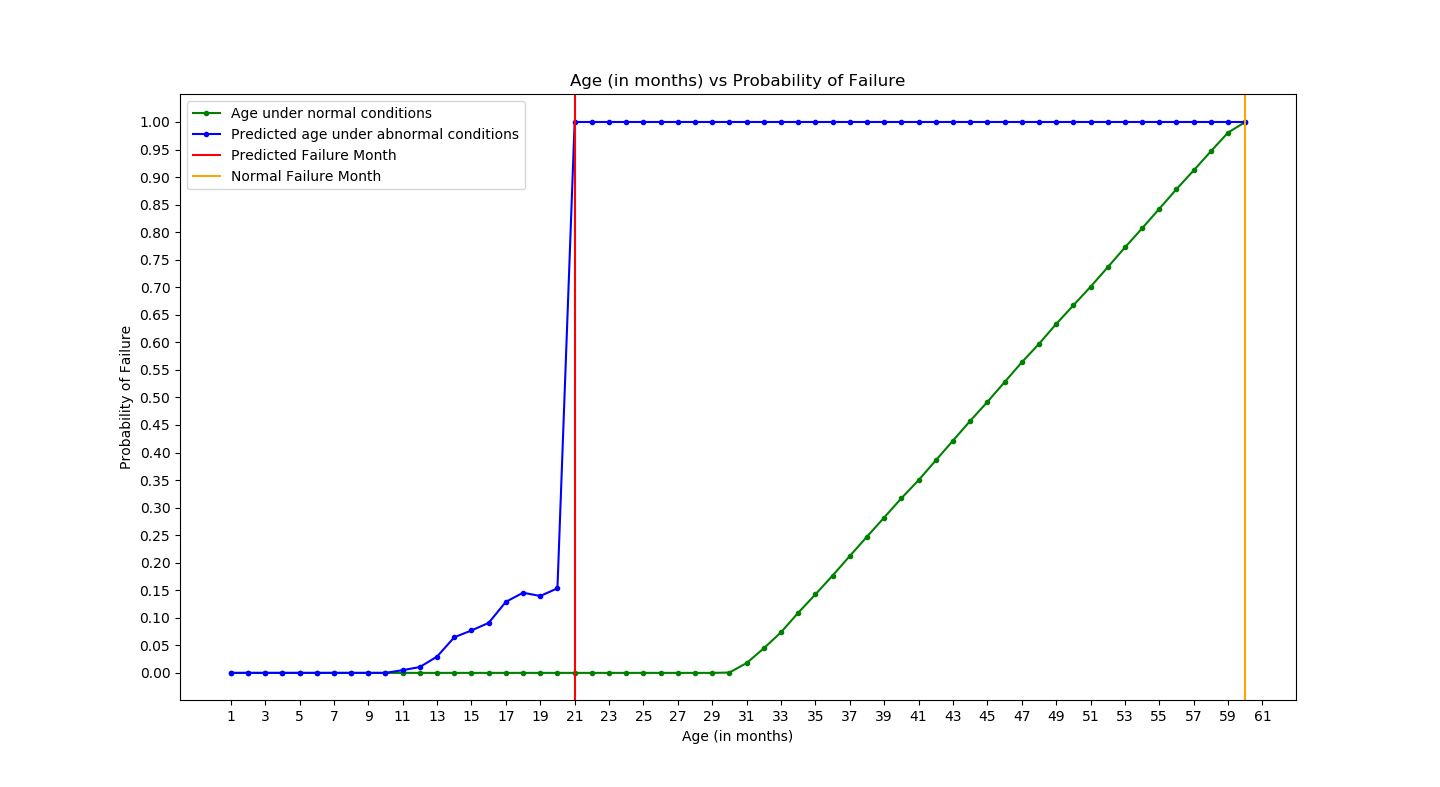 Age (in months) vs Probability of Failure
Age under normal conditions
Predicted age under abnormal conditions
Predicted Failure Month
Normal Failure Month
1.00
0.95
0.90
0.85
0.80
0.75
0.70
0.65
0.60
0.55
0.50
0.45
0.40
0.35
0.30
0.25
0.20
0.15
0.10
0.05
0.00
Probability of Failure
1 3 5 7 9 11 13 15 17 19 21 23 25 27 29 31 33 35 37 39 41 43 45 47 49 51 53 55 57 59 61
Age (in months)